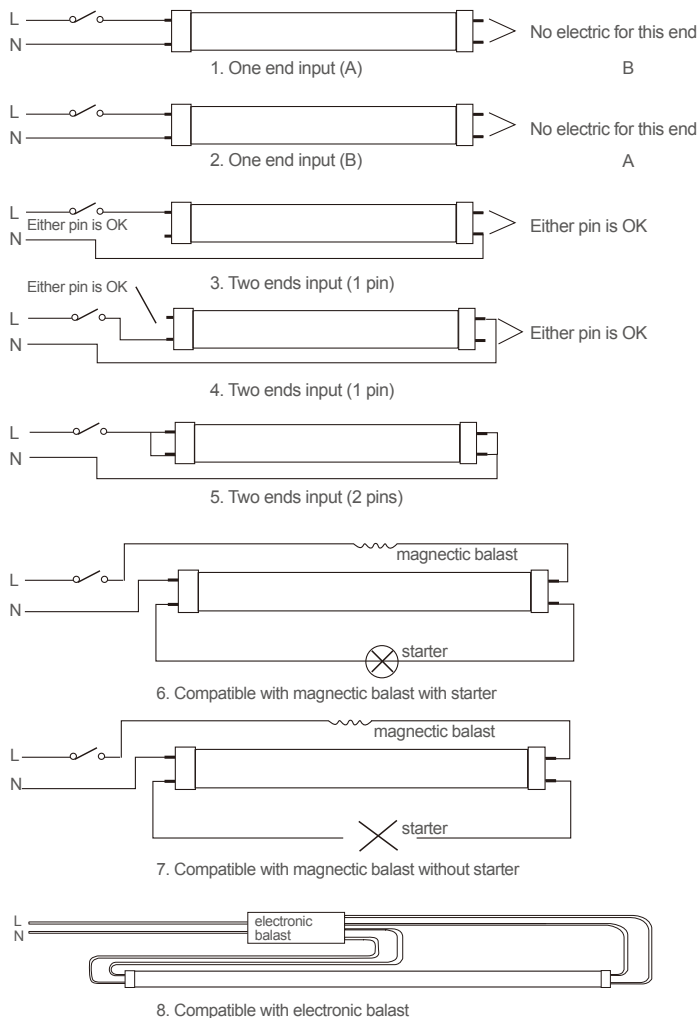 L
N
No electric for this end
1. One end input (A)
B
L
N
No electric for this end
2. One end input (B)
A
L
Either pin is OK
N
Either pin is OK
3. Two ends input (1 pin)
Either pin is OK
L
N
Either pin is OK
4. Two ends input (1 pin)
L
N
5. Two ends input (2 pins)
magnectic balast
L
N
starter
6. Compatible with magnectic balast with starter
magnectic balast
L
N
starter
7. Compatible with magnectic balast without starter
L
N
electronic
balast
8. Compatible with electronic balast